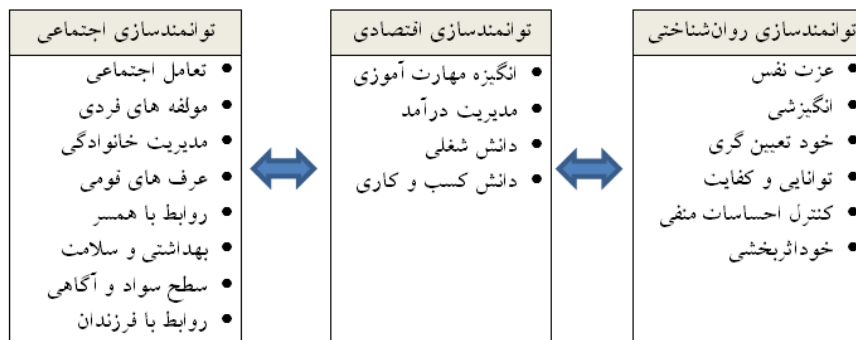 توانمندسازی روان‌شناختی
• عزت نفس
• انگیزشی
• خود تعیین گری
• توانایی و کفایت
• کنترل احساسات منفی
• خوداثربخشی
توانمندسازی اقتصادی
• انگیزه مهارت آموزی
• مدیریت درآمد
• دانش شغلی
• دانش کسب و کاری
توانمندسازی اجتماعی
• تعامل اجتماعی
• مولفه های فردی
• مدیریت خانوادگی
• عرف های قومی
• روابط با همسر
• بهداشتی و سلامت
• سطح سواد و آگاهی
• روابط با فرزندان